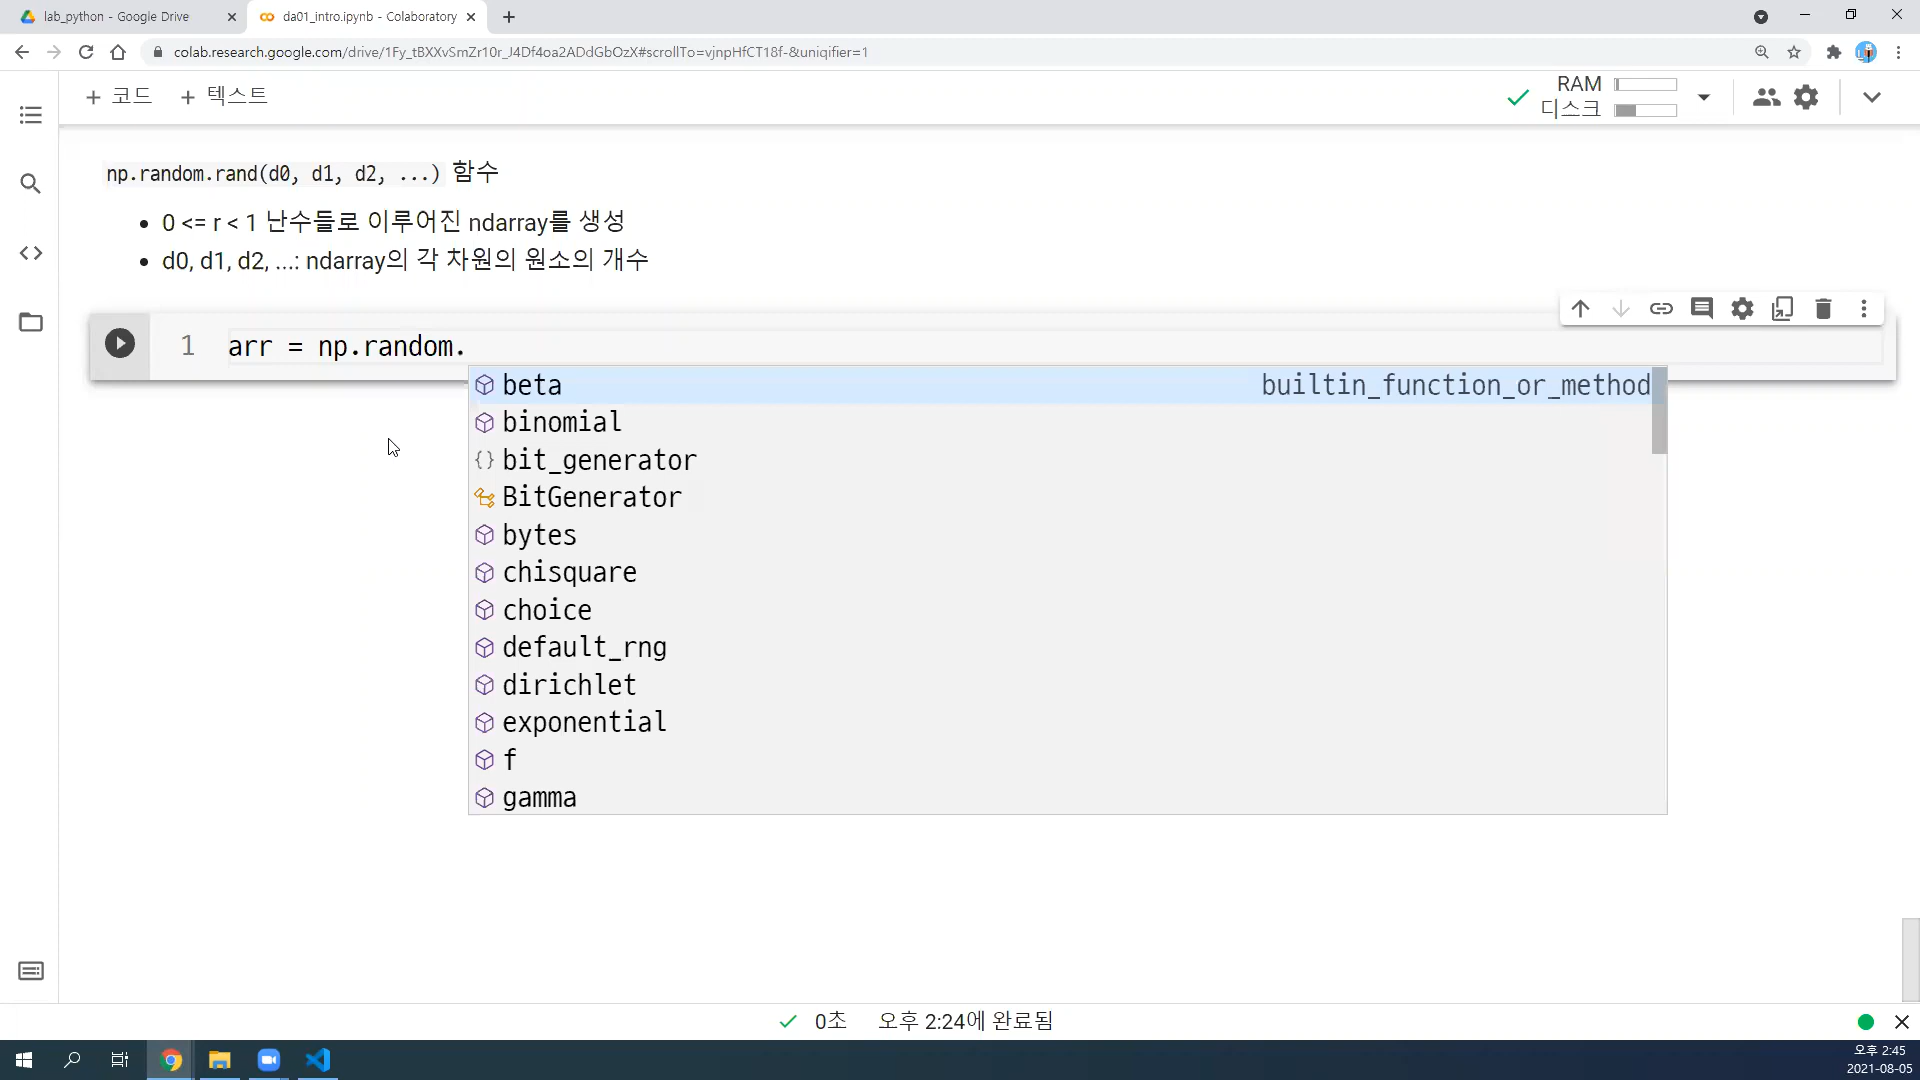 lab_python - Google Drive
da01_intro.ipynb - Colaboratory
colab.research.google.com/drive/1Fy_tBXXvSmZr10r_J4Df4oa2ADdGbOzX#scrollTo=vjnpHfCT18f-&uniqifier=1
+ 코드 + 텍스트
RAM
디스크
np.random.rand(d0, d1, d2, ...) 함수
• 0 <= r < 1 난수들로 이루어진 ndarray를 생성
• d0, d1, d2, ...: ndarray의 각 차원의 원소의 개수
1 arr = np.random.
beta builtin_function_or_method
binomial
{} bit_generator
BitGenerator
bytes
chisquare
choice
default_rng
dirichlet
exponential
f
gamma
0초 오후 2:24에 완료됨
오후 2:45
2021-08-05